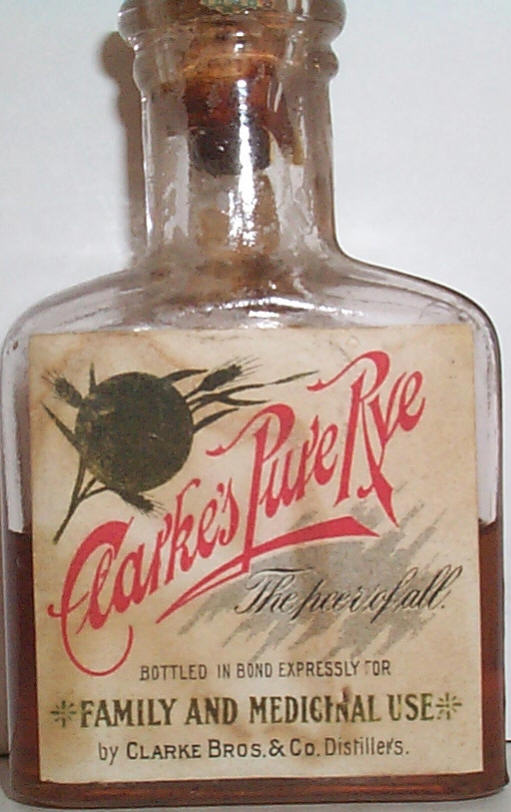 Clarke's Pure Rye
The peer of all.
BOTTLED IN BOND EXPRESSLY FOR
FAMILY AND MEDICINAL USE
by CLARKE BROS. & CO. Distillers.